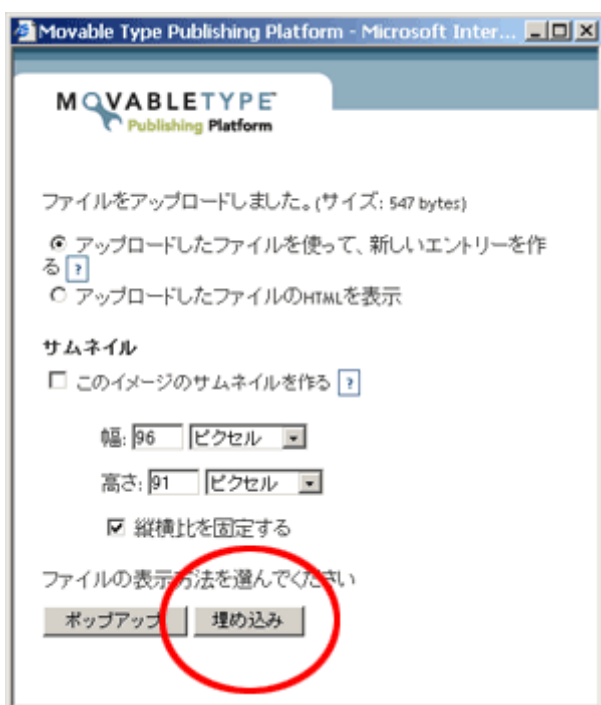 Movable Type Publishing Platform - Microsoft Inter...
MOVABLETYPE
Publishing Platform
ファイルをアップロードしました。(サイズ: 547 bytes)
アップロードしたファイルを使って、新しいエントリーを作
る ?
アップロードしたファイルのHTMLを表示
サムネイル
このイメージのサムネイルを作る ?
幅: 96 ピクセル
高さ: 91 ピクセル
縦横比を固定する
ファイルの表示方法を選んでください
ポップアップ 埋め込み